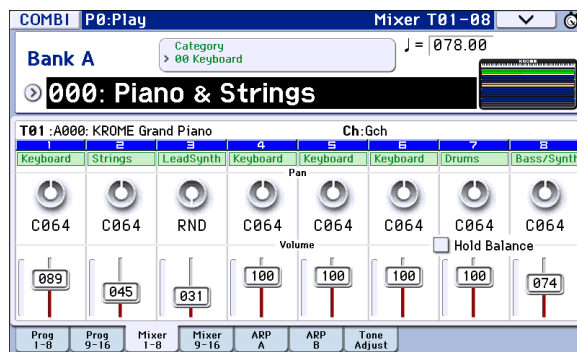 COMBI P0:Play Mixer T01-08
Bank A
Category
00 Keyboard
♩= 078.00
KROME
000: Piano & Strings
T01 :A000: KROME Grand Piano Ch:Gch
1 2 3 4 5 6 7 8
Keyboard Strings LeadSynth Keyboard Keyboard Keyboard Drums Bass/Synth
Pan
C064 C064 RND C064 C064 C064 C064 C064
Volume
Hold Balance
089 045 031 100 100 100 100 074
Prog 1-8 Prog 9-16 Mixer 1-8 Mixer 9-16 ARP A ARP B Tone Adjust